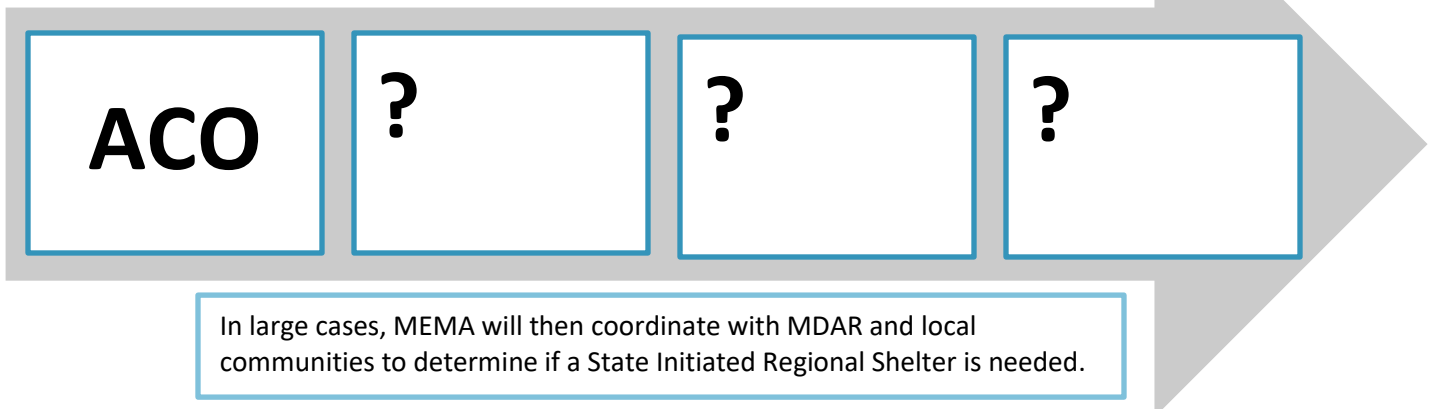 ACO
?
?
?
In large cases, MEMA will then coordinate with MDAR and local
communities to determine if a State Initiated Regional Shelter is needed.